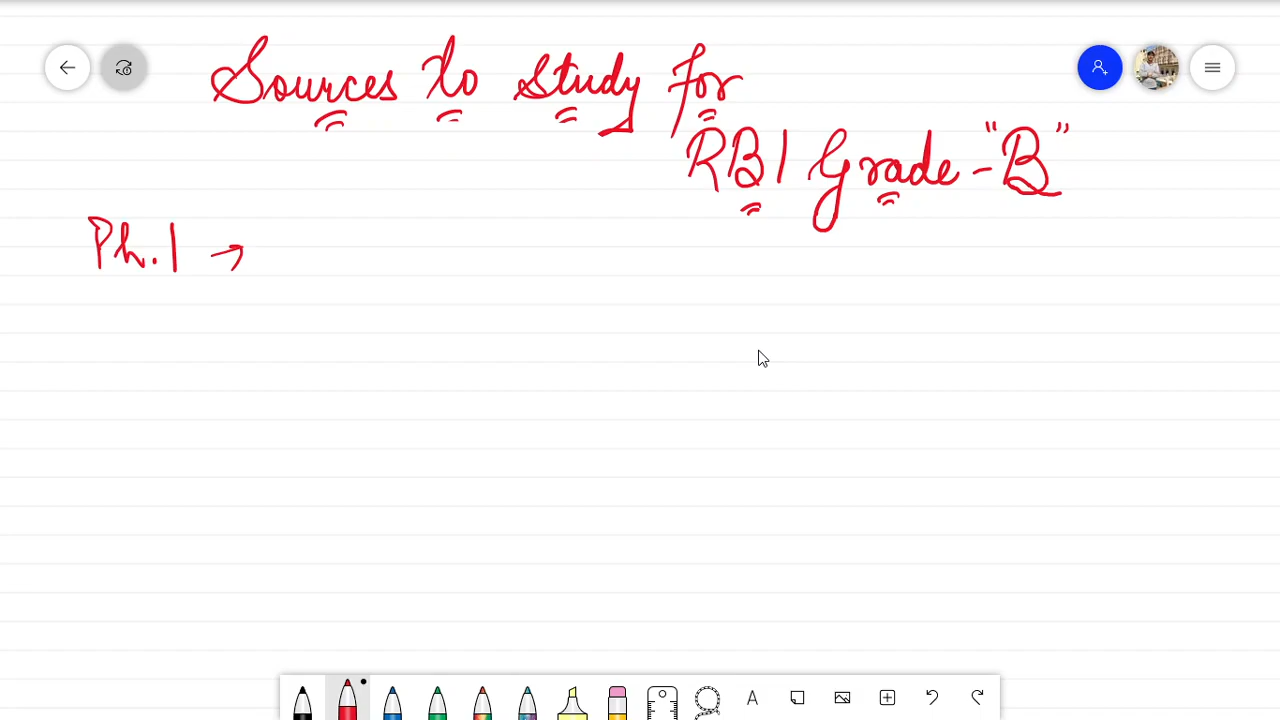 Sources to Study For
RBI Grade-"B"
Ph.1 →
A